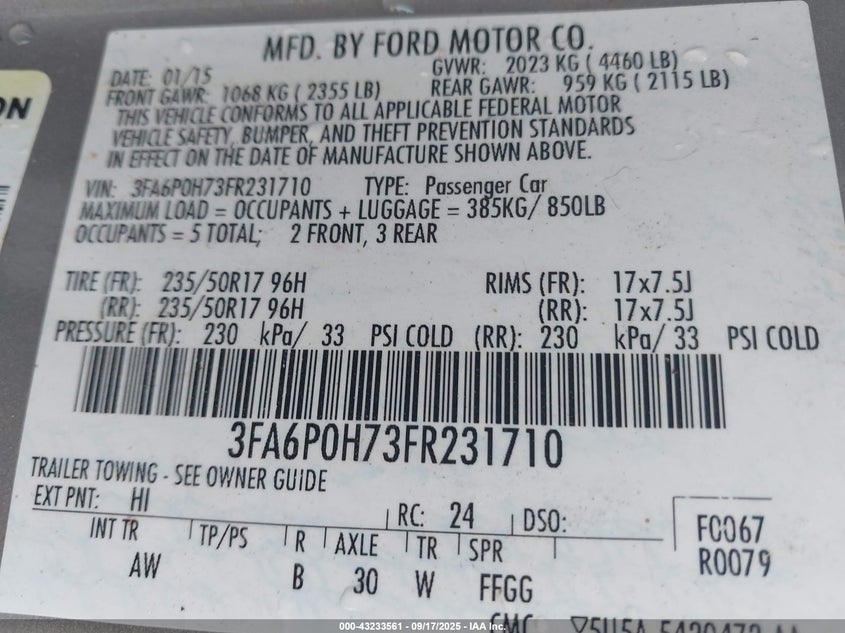 ON
MFD. BY FORD MOTOR CO.
DATE: 01/15 GVWR: 2023 KG ( 4460 LB)
FRONT GAWR: 1068 KG ( 2355 LB) REAR GAWR: 959 KG ( 2115 LB)
THIS VEHICLE CONFORMS TO ALL APPLICABLE FEDERAL MOTOR
VEHICLE SAFETY, BUMPER, AND THEFT PREVENTION STANDARDS
IN EFFECT ON THE DATE OF MANUFACTURE SHOWN ABOVE.
VIN: 3FA6P0H73FR231710 TYPE: Passenger Car
MAXIMUM LOAD = OCCUPANTS + LUGGAGE = 385KG/ 850LB
OCCUPANTS = 5 TOTAL; 2 FRONT, 3 REAR
TIRE (FR): 235/50R17 96H RIMS (FR): 17x7.5J
(RR): 235/50R17 96H (RR): 17x7.5J
PRESSURE (FR): 230 kPa/ 33 PSI COLD (RR): 230 kPa/ 33 PSI COLD
3FA6P0H73FR231710
TRAILER TOWING - SEE OWNER GUIDE
EXT PNT: HI RC: 24 DSO: FC067
INT TR TP/PS R AXLE TR SPR R0079
AW B 30 W FFGG
000-43233561 - 09/17/2025 - IAA Inc.